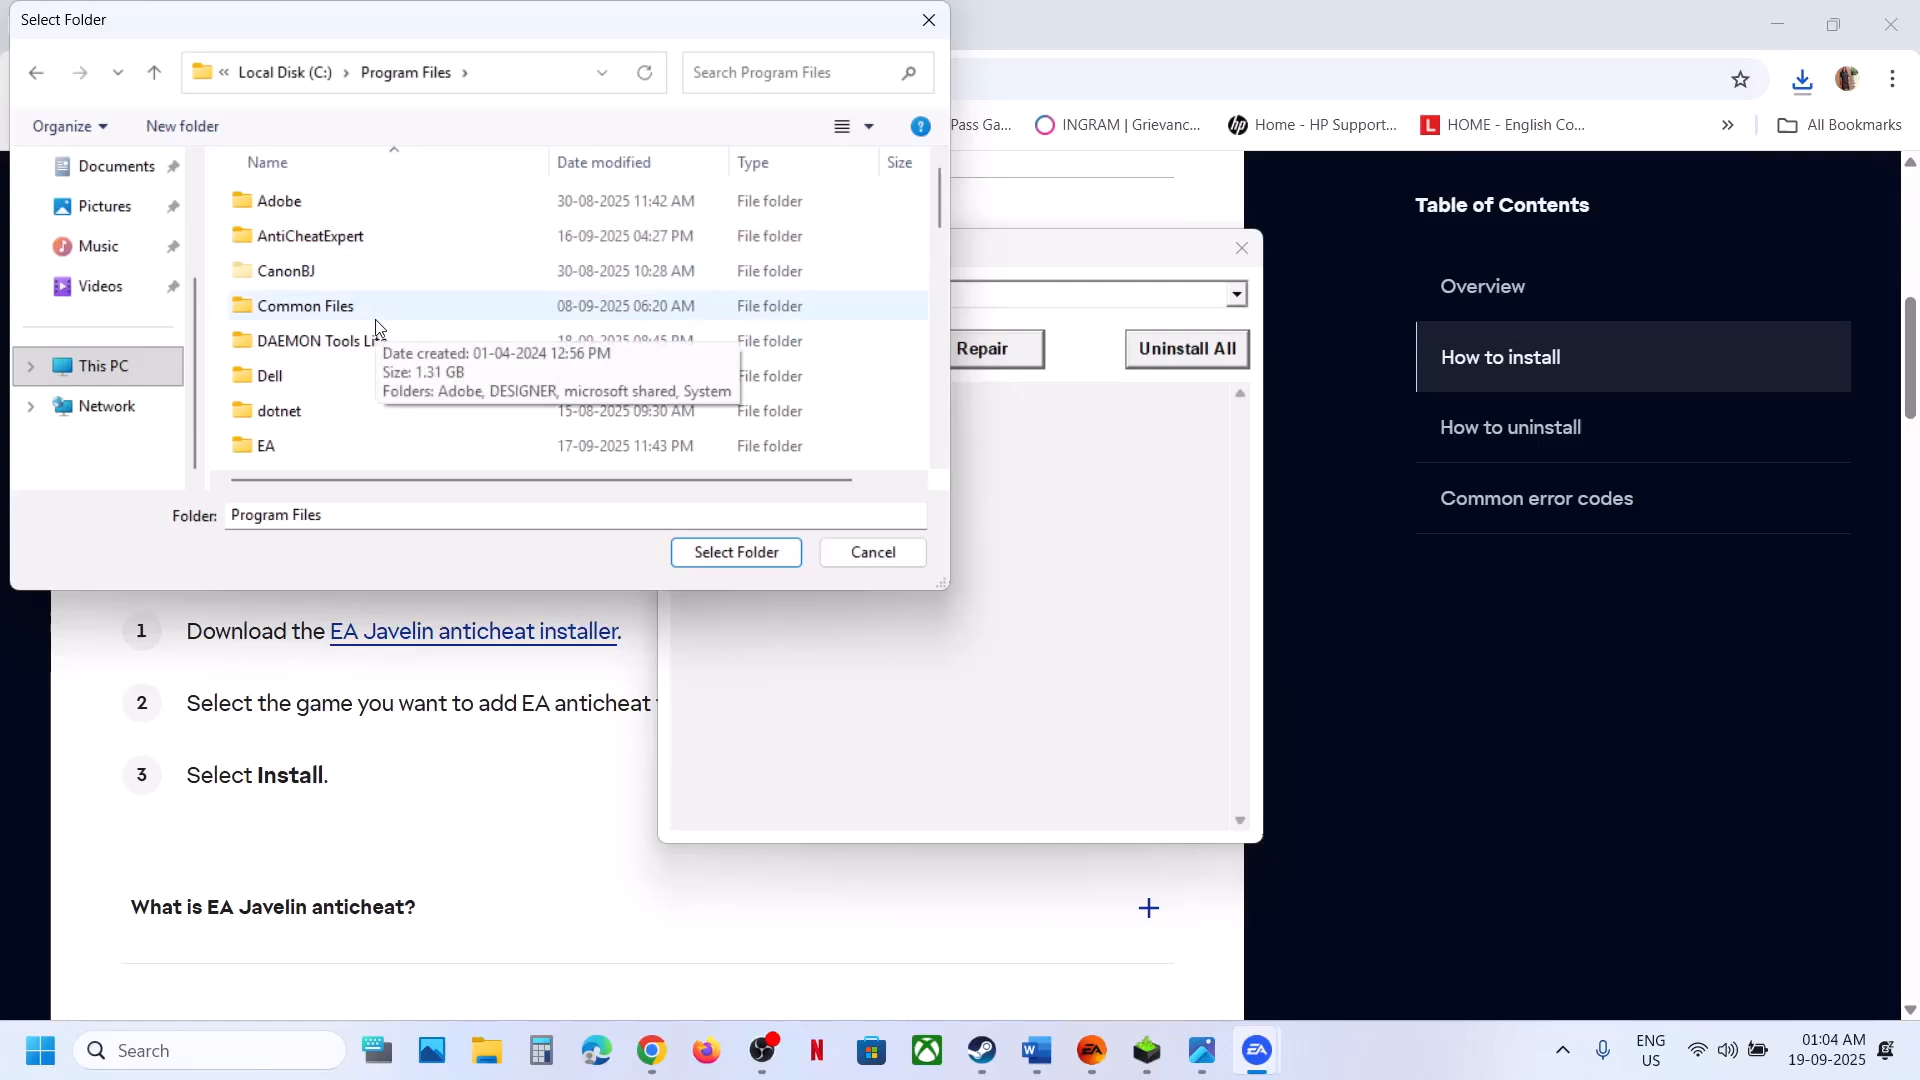 Select Folder
« Local Disk (C:) › Program Files ›
Search Program Files
Organize
New folder
Documents
Pictures
Music
Videos
This PC
Network
Name Date modified Type Size
Adobe 30-08-2025 11:42 AM File folder
AntiCheatExpert 16-09-2025 04:27 PM File folder
CanonBJ 30-08-2025 10:28 AM File folder
Common Files 08-09-2025 06:20 AM File folder
DAEMON Tools Li 18-09-2025 08:45 PM File folder
Date created: 01-04-2024 12:56 PM
Size: 1.31 GB
Folders: Adobe, DESIGNER, microsoft shared, System
Dell File folder
dotnet 15-08-2025 09:30 AM File folder
EA 17-09-2025 11:43 PM File folder
Folder: Program Files
Select Folder
Cancel
Pass Ga...
INGRAM | Grievanc...
Home - HP Support...
HOME - English Co...
»
All Bookmarks
Repair
Uninstall All
Table of Contents
Overview
How to install
How to uninstall
Common error codes
1 Download the EA Javelin anticheat installer.
2 Select the game you want to add EA anticheat
3 Select Install.
What is EA Javelin anticheat?
Search
ENG
US
01:04 AM
19-09-2025